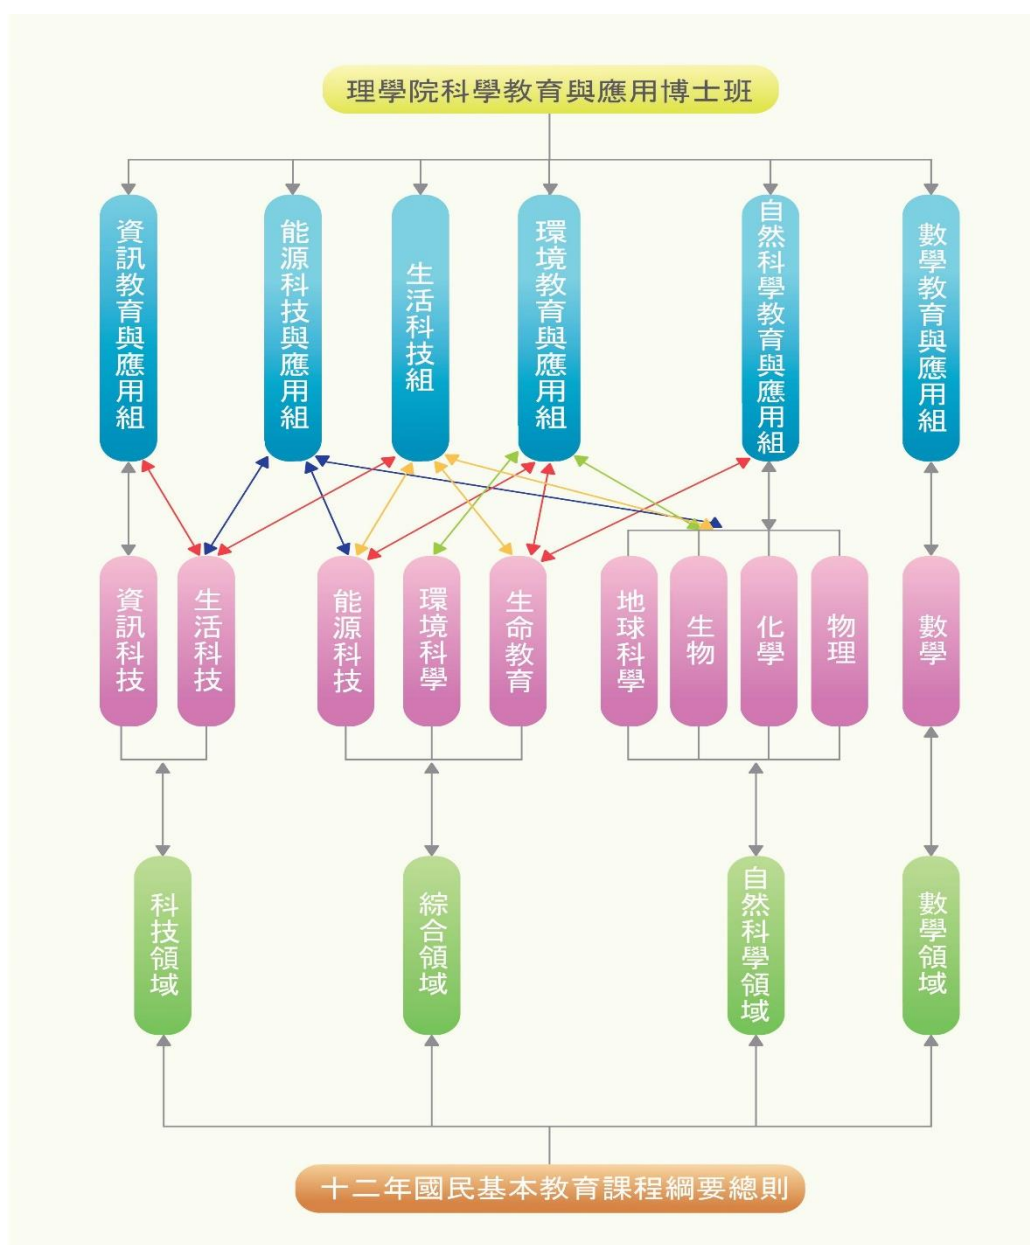 理學院科學教育與應用博士班
資訊教育與應用組
能源科技與應用組
生活科技組
環境教育與應用組
自然科學教育與應用組
數學教育與應用組
資訊科技
生活科技
能源科技
環境科學
生命教育
地球科學
生物
化學
物理
數學
科技領域
綜合領域
自然科學領域
數學領域
十二年國民基本教育課程綱要總則